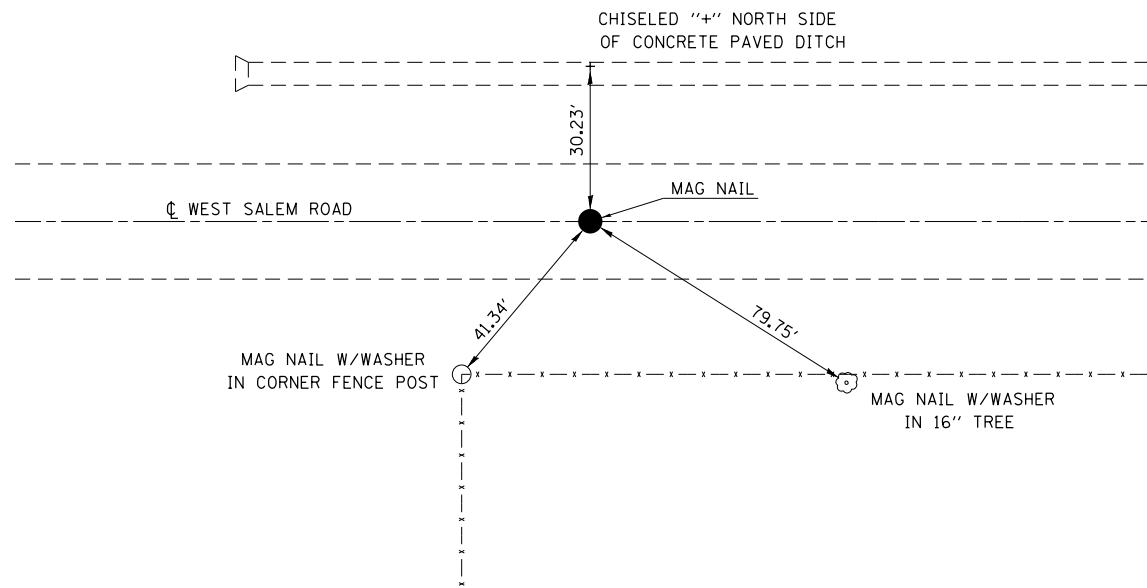 CHISELED "+" NORTH SIDE
OF CONCRETE PAVED DITCH
30.23'
MAG NAIL
℄ WEST SALEM ROAD
41.34'
79.75'
MAG NAIL W/WASHER
IN CORNER FENCE POST
MAG NAIL W/WASHER
IN 16" TREE